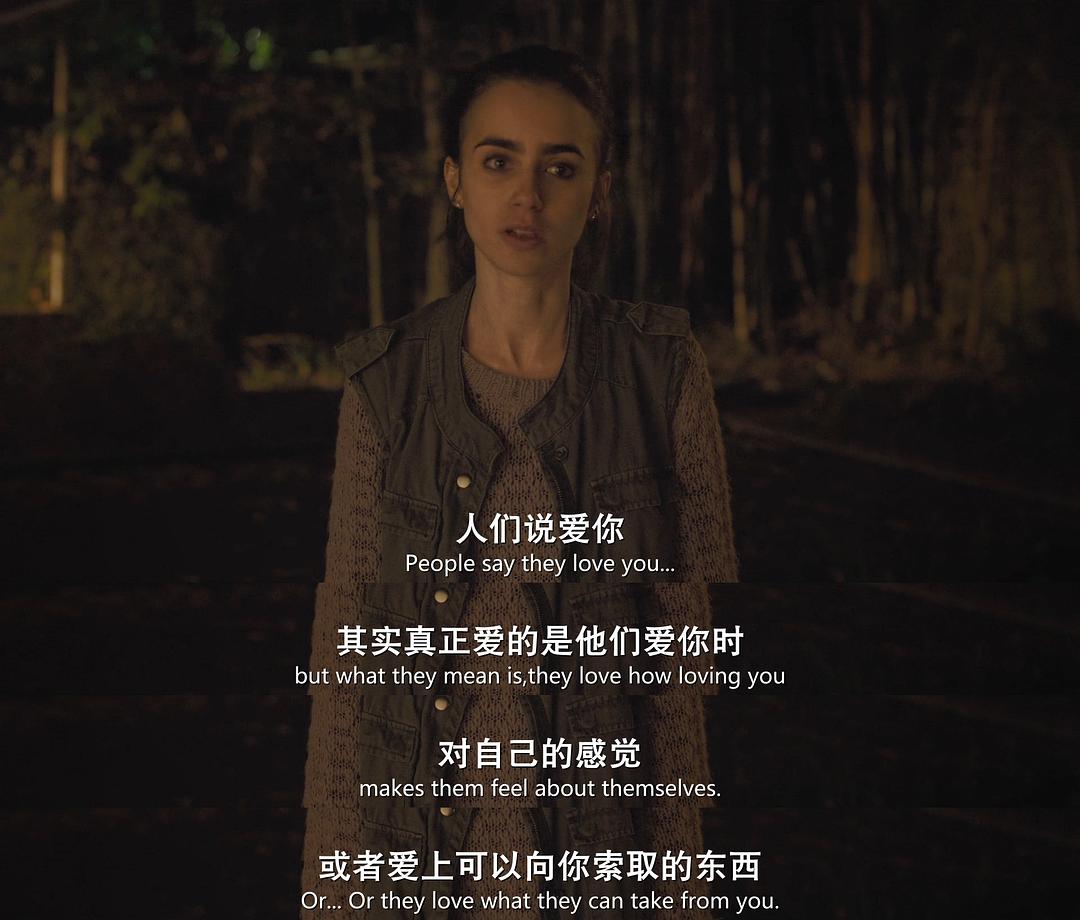 人们说爱你
People say they love you...
其实真正爱的是他们爱你时
but what they mean is,they love how loving you
对自己的感觉
makes them feel about themselves.
或者爱上可以向你索取的东西
Or... Or they love what they can take from you.